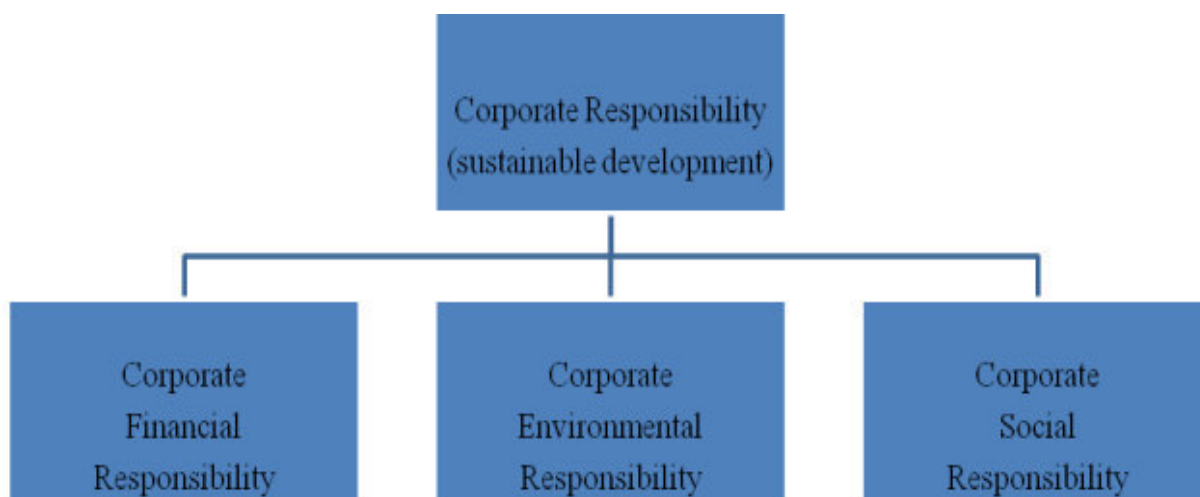 Corporate Responsibility
(sustainable development)
Corporate
Financial
Responsibility
Corporate
Environmental
Responsibility
Corporate
Social
Responsibility